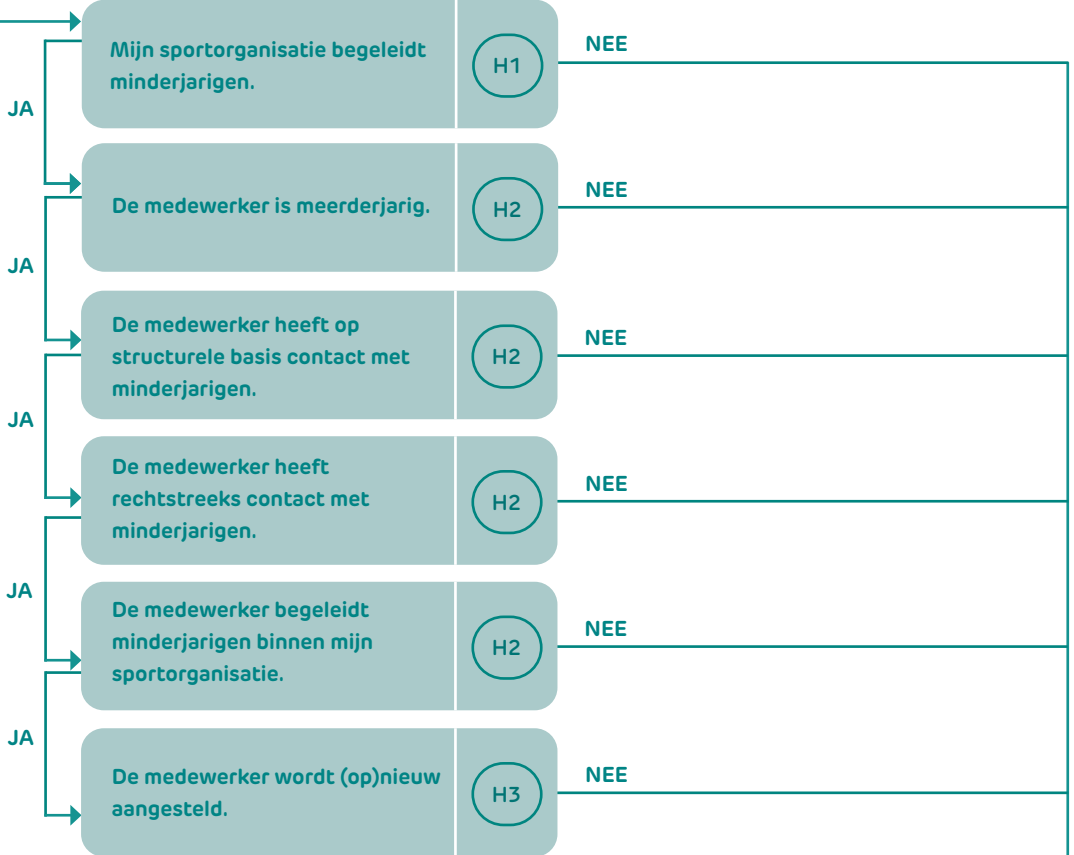 Mijn sportorganisatie begeleidt
minderjarigen.
H1
NEE
JA
De medewerker is meerderjarig.
H2
NEE
JA
De medewerker heeft op
structurele basis contact met
minderjarigen.
H2
NEE
JA
De medewerker heeft
rechtstreeks contact met
minderjarigen.
H2
NEE
JA
De medewerker begeleidt
minderjarigen binnen mijn
sportorganisatie.
H2
NEE
JA
De medewerker wordt (op)nieuw
aangesteld.
H3
NEE